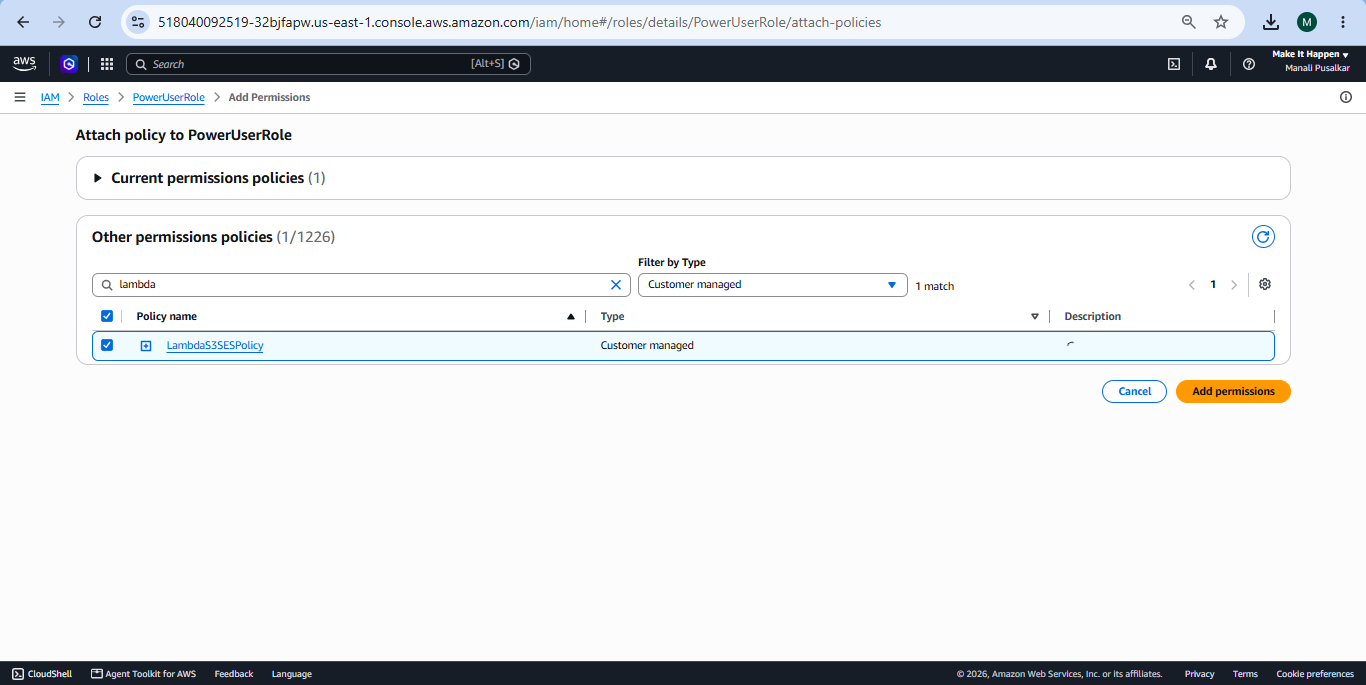 518040092519-32bjfapw.us-east-1.console.aws.amazon.com/iam/home#/roles/details/PowerUserRole/attach-policies
M
aws
Search
[Alt+S]
Make It Happen
Manali Pusalkar
IAM > Roles > PowerUserRole > Add Permissions
Attach policy to PowerUserRole
Current permissions policies (1)
Other permissions policies (1/1226)
Filter by Type
lambda
Customer managed
1 match
1
Policy name
Type
Description
LambdaS3SESPolicy
Customer managed
Cancel
Add permissions
CloudShell
Agent Toolkit for AWS
Feedback
Language
© 2026, Amazon Web Services, Inc. or its affiliates.
Privacy
Terms
Cookie preferences